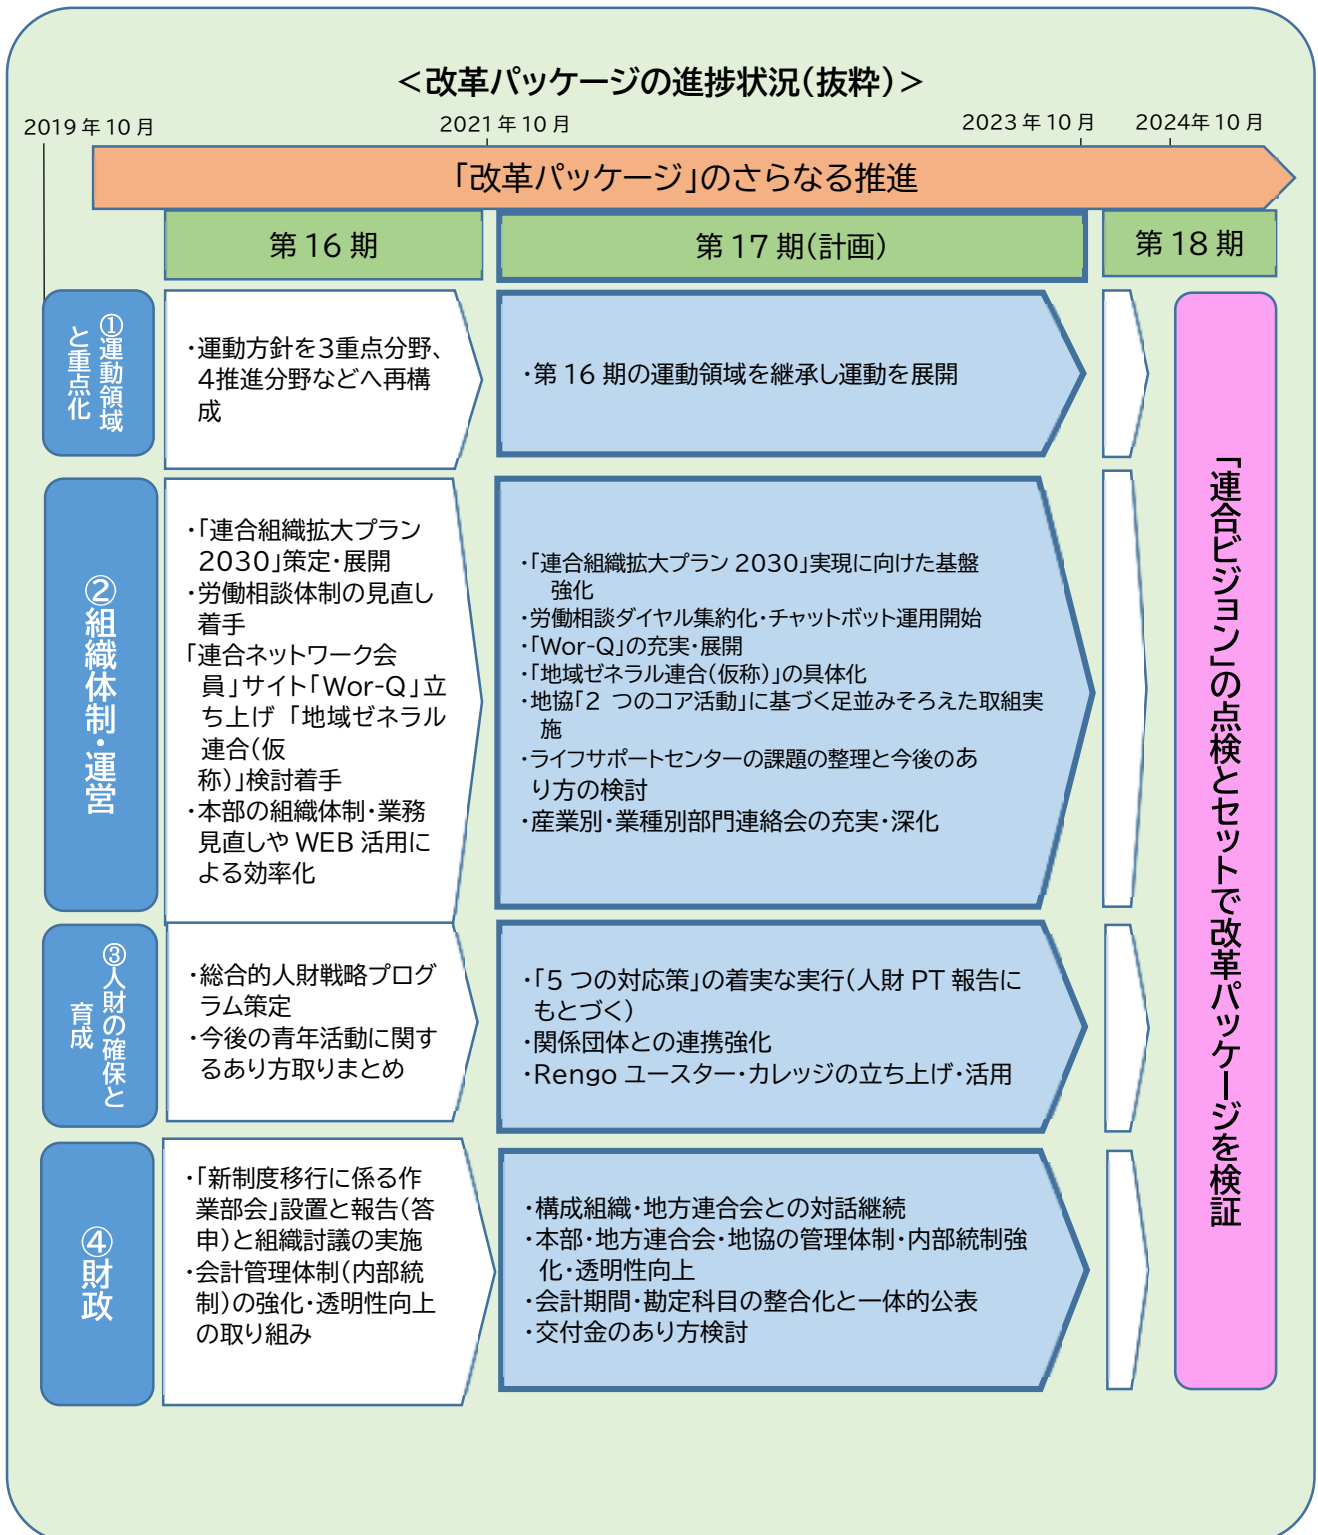 ＜改革パッケージの進捗状況(抜粋)＞
2019年10月
2021年10月
2023年10月
2024年10月
「改革パッケージ」のさらなる推進
第16期
第17期(計画)
第18期
①運動領域
と重点化
・運動方針を3重点分野、
4推進分野などへ再構
成
・第16期の運動領域を継承し運動を展開
②組織体制・運営
・「連合組織拡大プラン
2030」策定・展開
・労働相談体制の見直し
着手
「連合ネットワーク会
員」サイト「Wor-Q」立
ち上げ 「地域ゼネラル
連合(仮
称)」検討着手
・本部の組織体制・業務
見直しやWEB活用に
よる効率化
・「連合組織拡大プラン2030」実現に向けた基盤
強化
・労働相談ダイヤル集約化・チャットボット運用開始
・「Wor-Q」の充実・展開
・「地域ゼネラル連合(仮称)」の具体化
・地協「2 つのコア活動」に基づく足並みそろえた取組実
施
・ライフサポートセンターの課題の整理と今後のあ
り方の検討
・産業別・業種別部門連絡会の充実・深化
③人財の確保と
育成
・総合的人財戦略プログ
ラム策定
・今後の青年活動に関す
るあり方取りまとめ
・「5つの対応策」の着実な実行(人財PT報告に
もとづく)
・関係団体との連携強化
・Rengoユースター・カレッジの立ち上げ・活用
④財政
・「新制度移行に係る作
業部会」設置と報告(答
申)と組織討議の実施
・会計管理体制(内部統
制)の強化・透明性向上
の取り組み
・構成組織・地方連合会との対話継続
・本部・地方連合会・地協の管理体制・内部統制強
化・透明性向上
・会計期間・勘定科目の整合化と一体的公表
・交付金のあり方検討
「連合ビジョン」の点検とセットで改革パッケージを検証